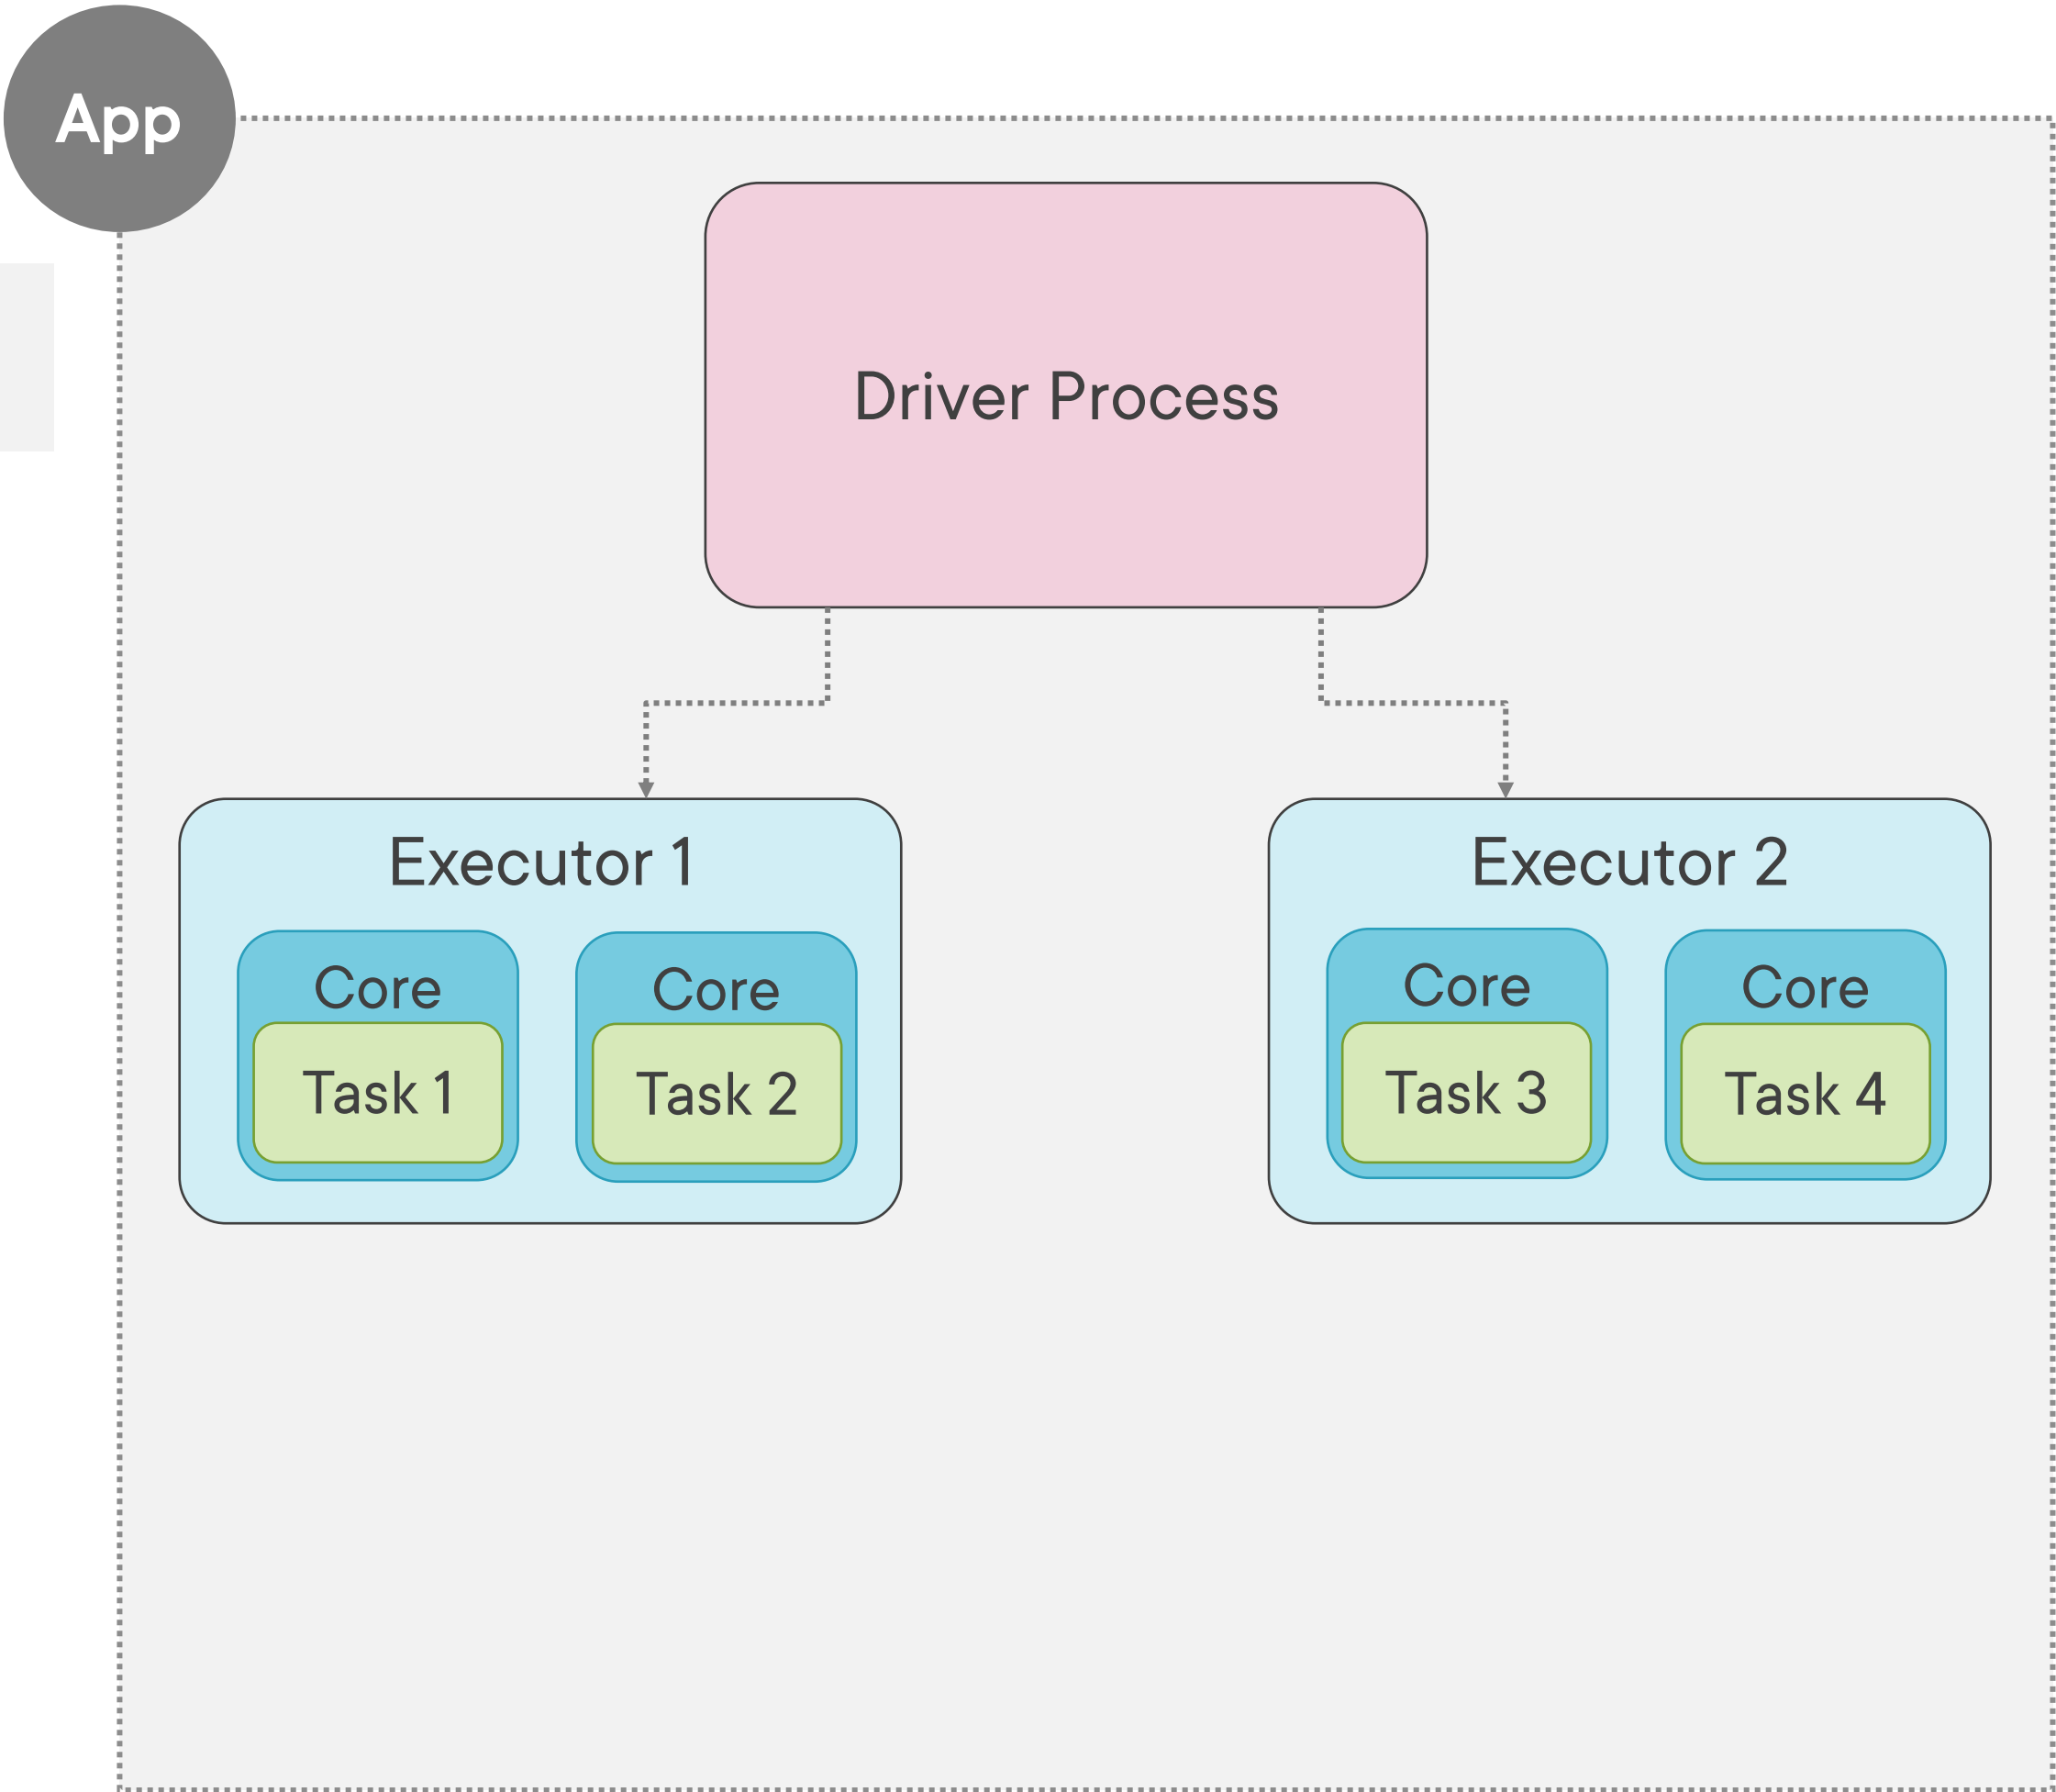 App
Driver Process
Executor 1
Executor 2
Core
Core
Core
Core
Task 1
Task 2
Task 3
Task 4